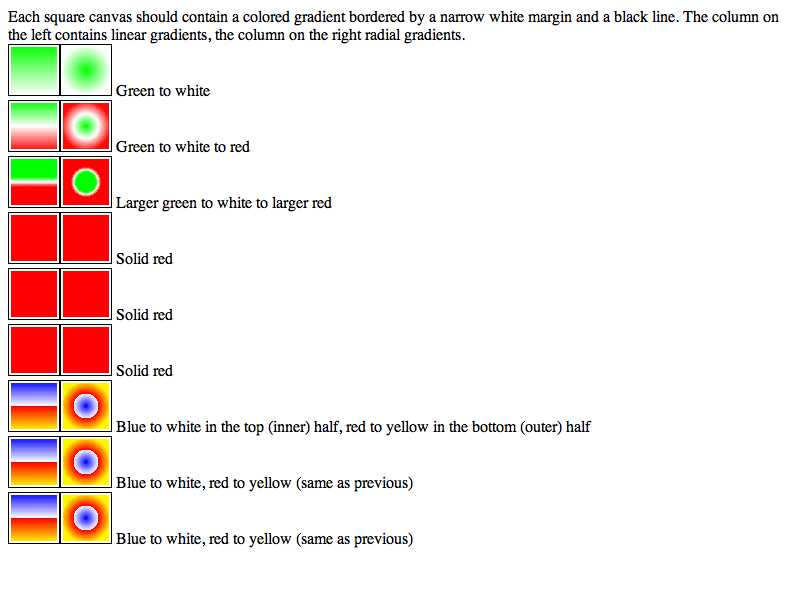 Each square canvas should contain a colored gradient bordered by a narrow white margin and a black line. The column on
the left contains linear gradients, the column on the right radial gradients.
Green to white
Green to white to red
Larger green to white to larger red
Solid red
Solid red
Solid red
Blue to white in the top (inner) half, red to yellow in the bottom (outer) half
Blue to white, red to yellow (same as previous)
Blue to white, red to yellow (same as previous)